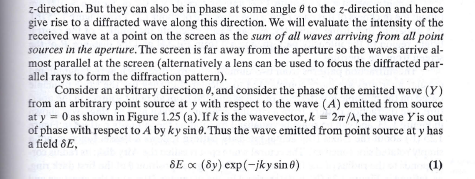 z-direction. But they can also be in phase at some angle θ to the z-direction and hence
give rise to a diffracted wave along this direction. We will evaluate the intensity of the
received wave at a point on the screen as the sum of all waves arriving from all point
sources in the aperture. The screen is far away from the aperture so the waves arrive al-
most parallel at the screen (alternatively a lens can be used to focus the diffracted par-
allel rays to form the diffraction pattern).
Consider an arbitrary direction θ, and consider the phase of the emitted wave (Y)
from an arbitrary point source at y with respect to the wave (A) emitted from source
at y = 0 as shown in Figure 1.25 (a). If k is the wavevector, k = 2π/λ, the wave Y is out
of phase with respect to A by ky sin θ. Thus the wave emitted from point source at y has
a field δE,
δE ∝ (δy) exp(−jky sin θ) (1)